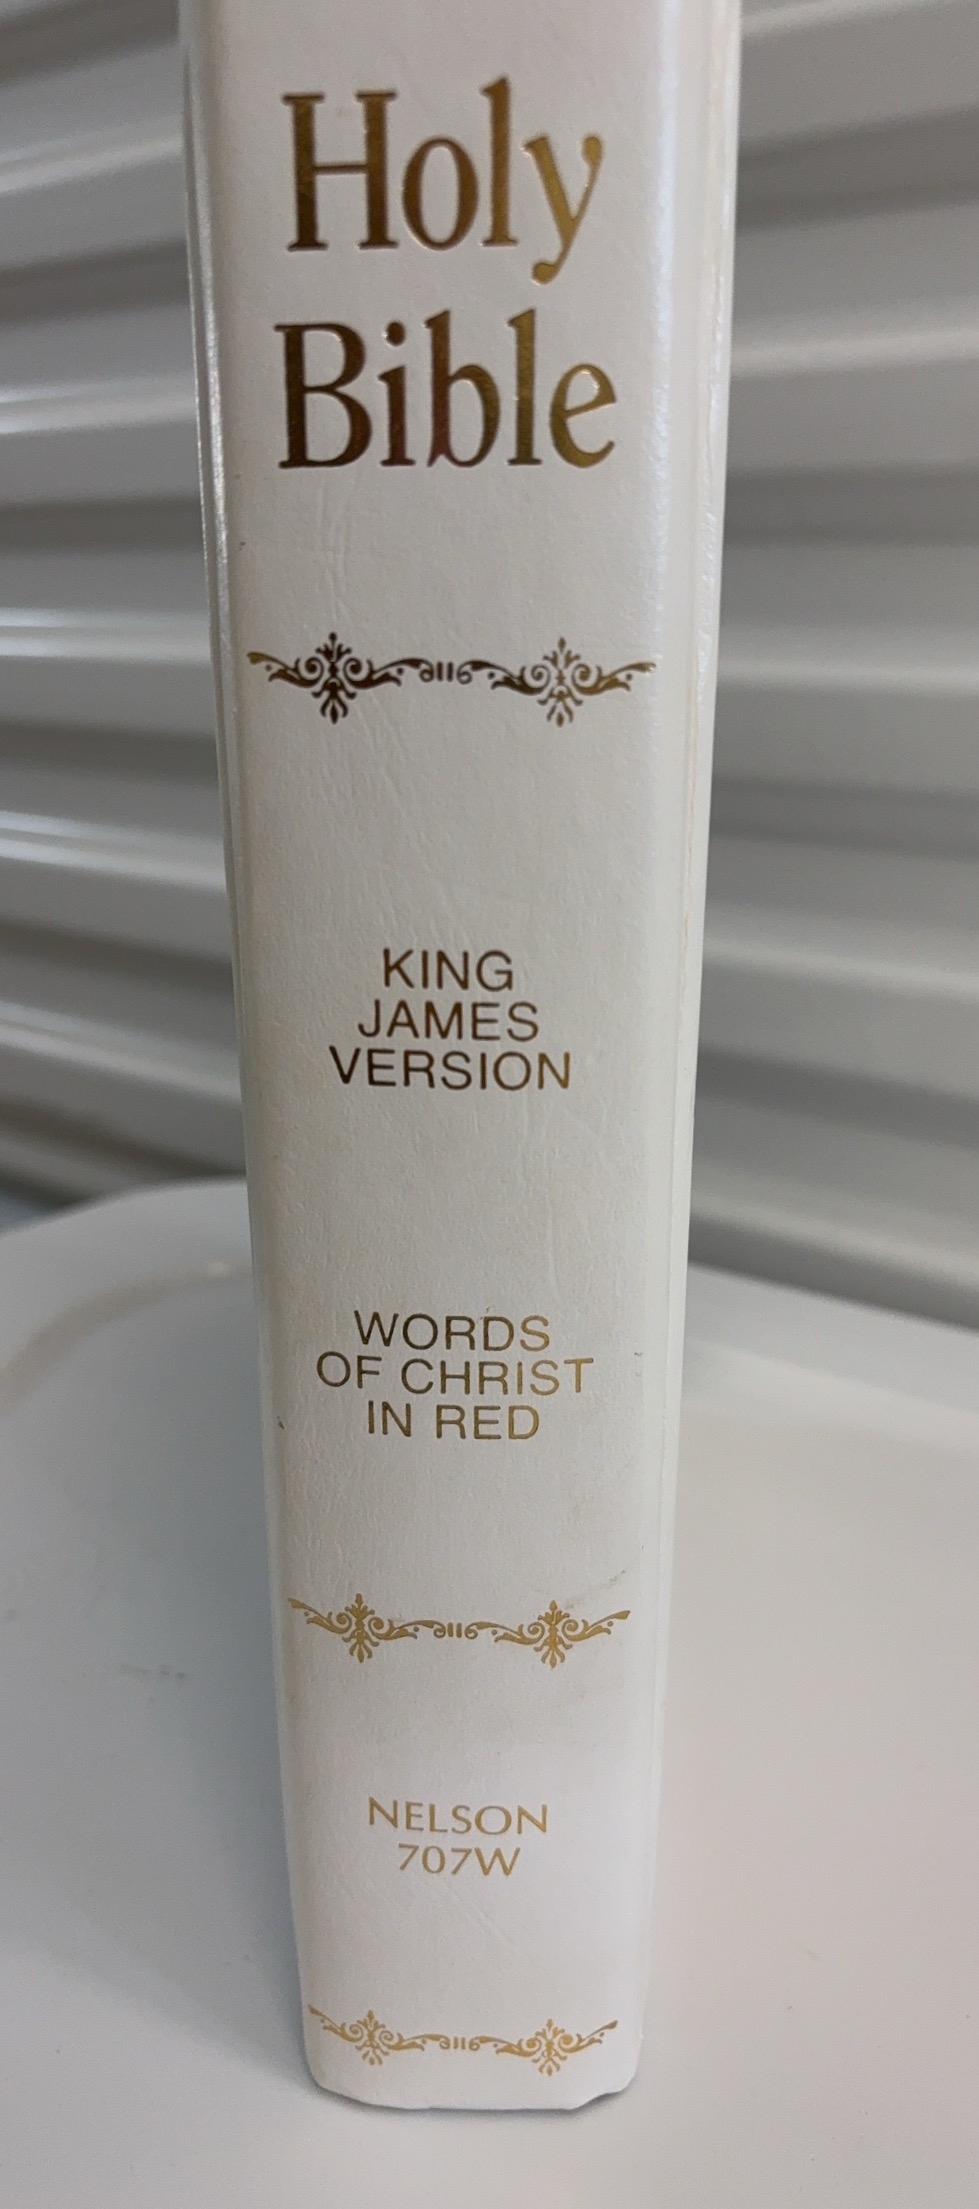 Holy
Bible
KING
JAMES
VERSION
WORDS
OF CHRIST
IN RED
NELSON
707W